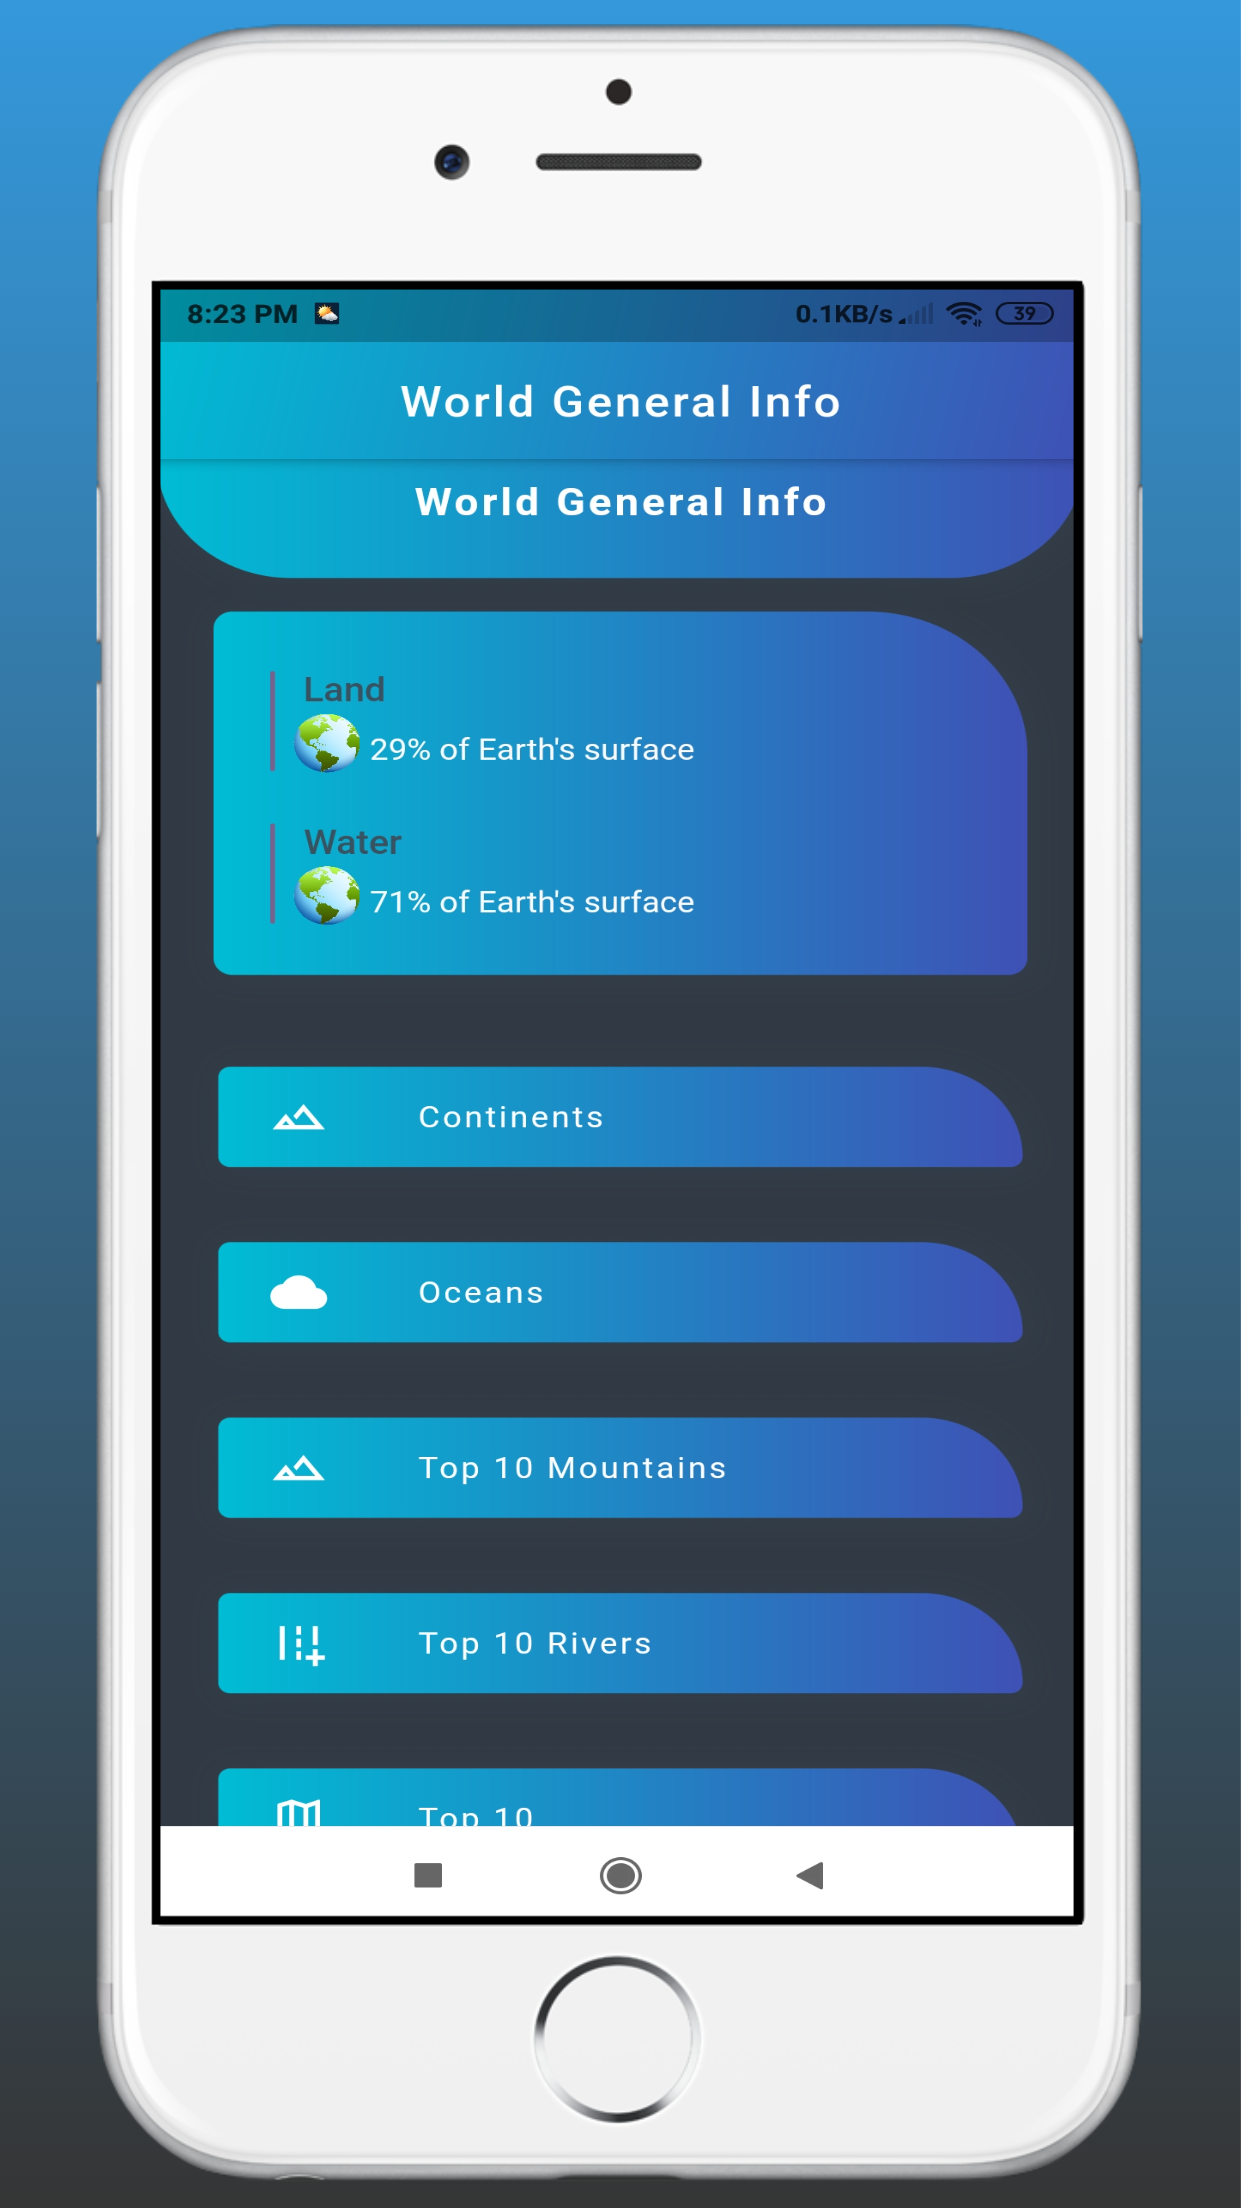 8:23 PM 0.1KB/s 39
World General Info
World General Info
Land
29% of Earth's surface
Water
71% of Earth's surface
Continents
Oceans
Top 10 Mountains
Top 10 Rivers
Top 10